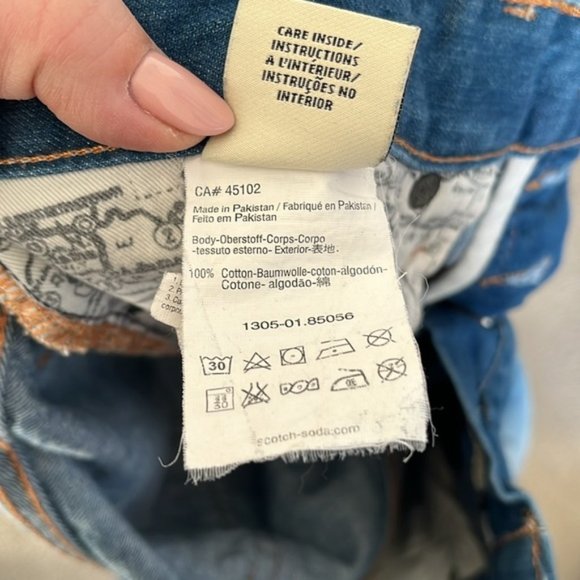 CARE INSIDE/
INSTRUCTIONS
A L'INTÉRIEUR/
INSTRUÇÕES NO
INTERIOR
CA# 45102
Made in Pakistan / Fabriqué en Pakistan /
Feito em Pakistan
Body-Oberstoff-Corps-Corpo
-tessuto esterno- Exterior-表地.
100% Cotton-Baumwolle-coton-algodón-
Cotone- algodão-綿
1305-01.85056
30
scotch-soda.com